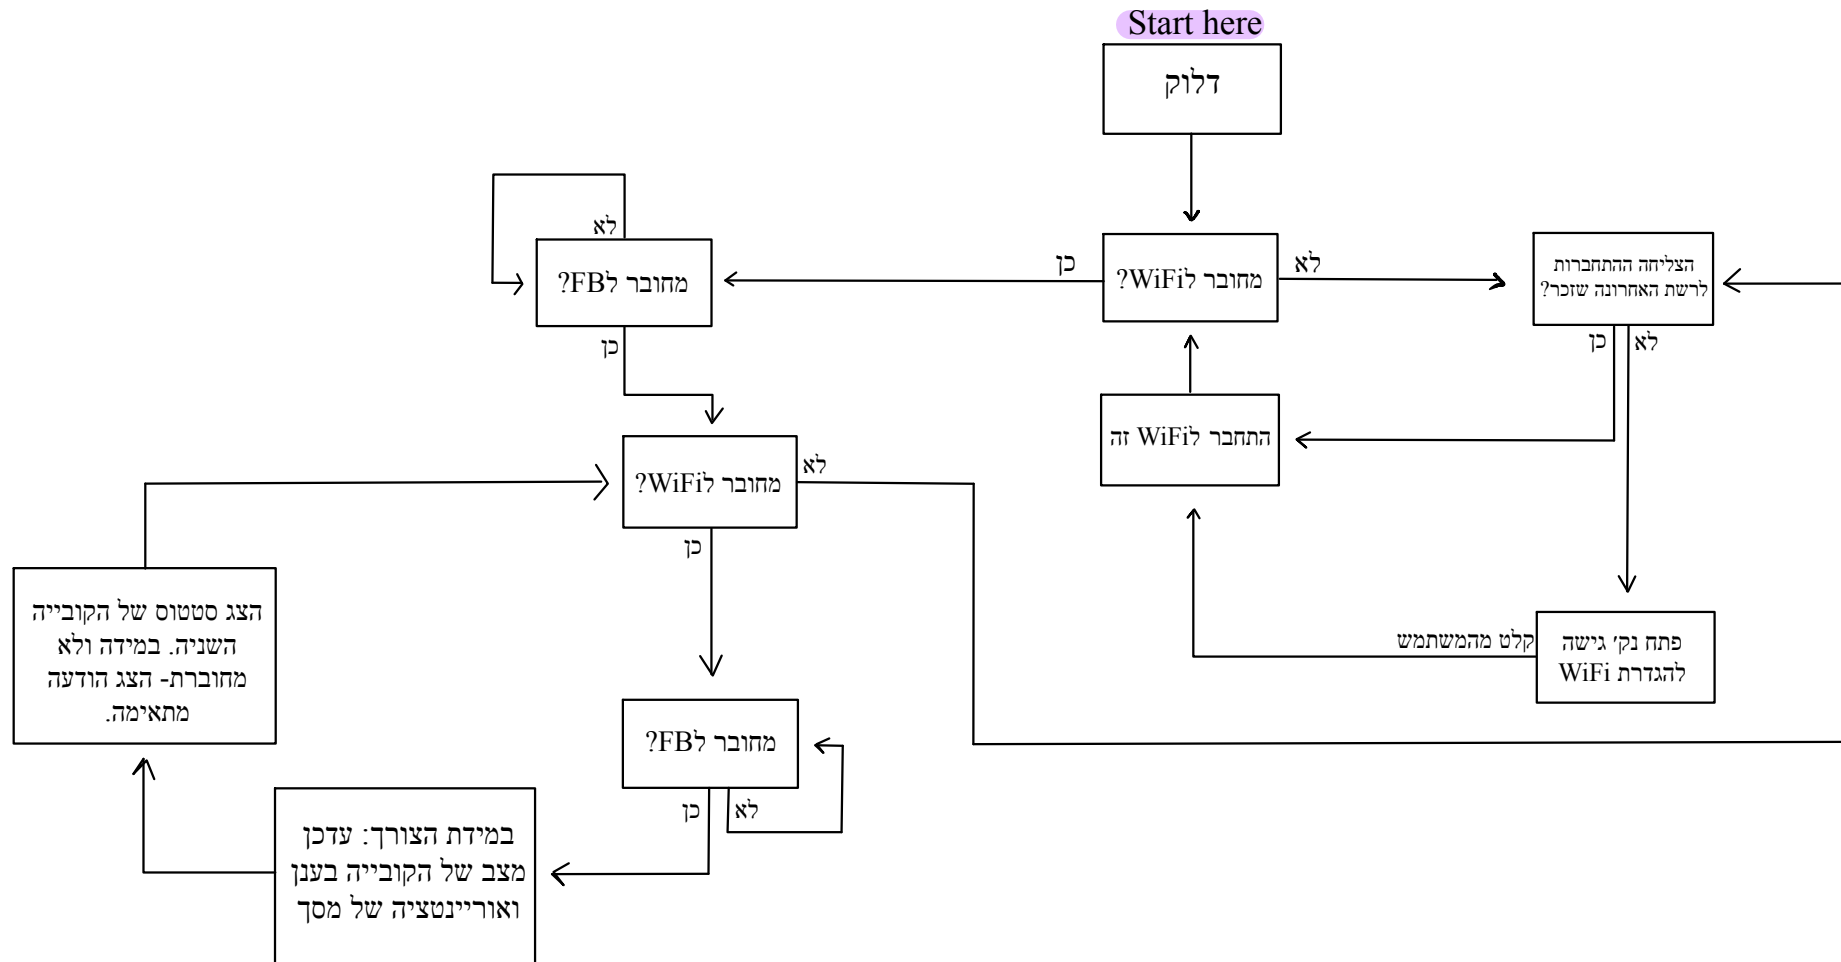 Start here
דלוק
מחובר לWiFi?
לא
כן
הצליחה ההתחברות
לרשת האחרונה שזכר?
כן
לא
התחבר לWiFi זה
פתח נק' גישה
להגדרת WiFi
קלט מהמשתמש
מחובר לFB?
לא
כן
מחובר לWiFi?
לא
כן
מחובר לFB?
לא
כן
במידת הצורך: עדכן
מצב של הקובייה בענן
ואוריינטציה של מסך
הצג סטטוס של הקובייה
השניה. במידה ולא
מחוברת- הצג הודעה
מתאימה.